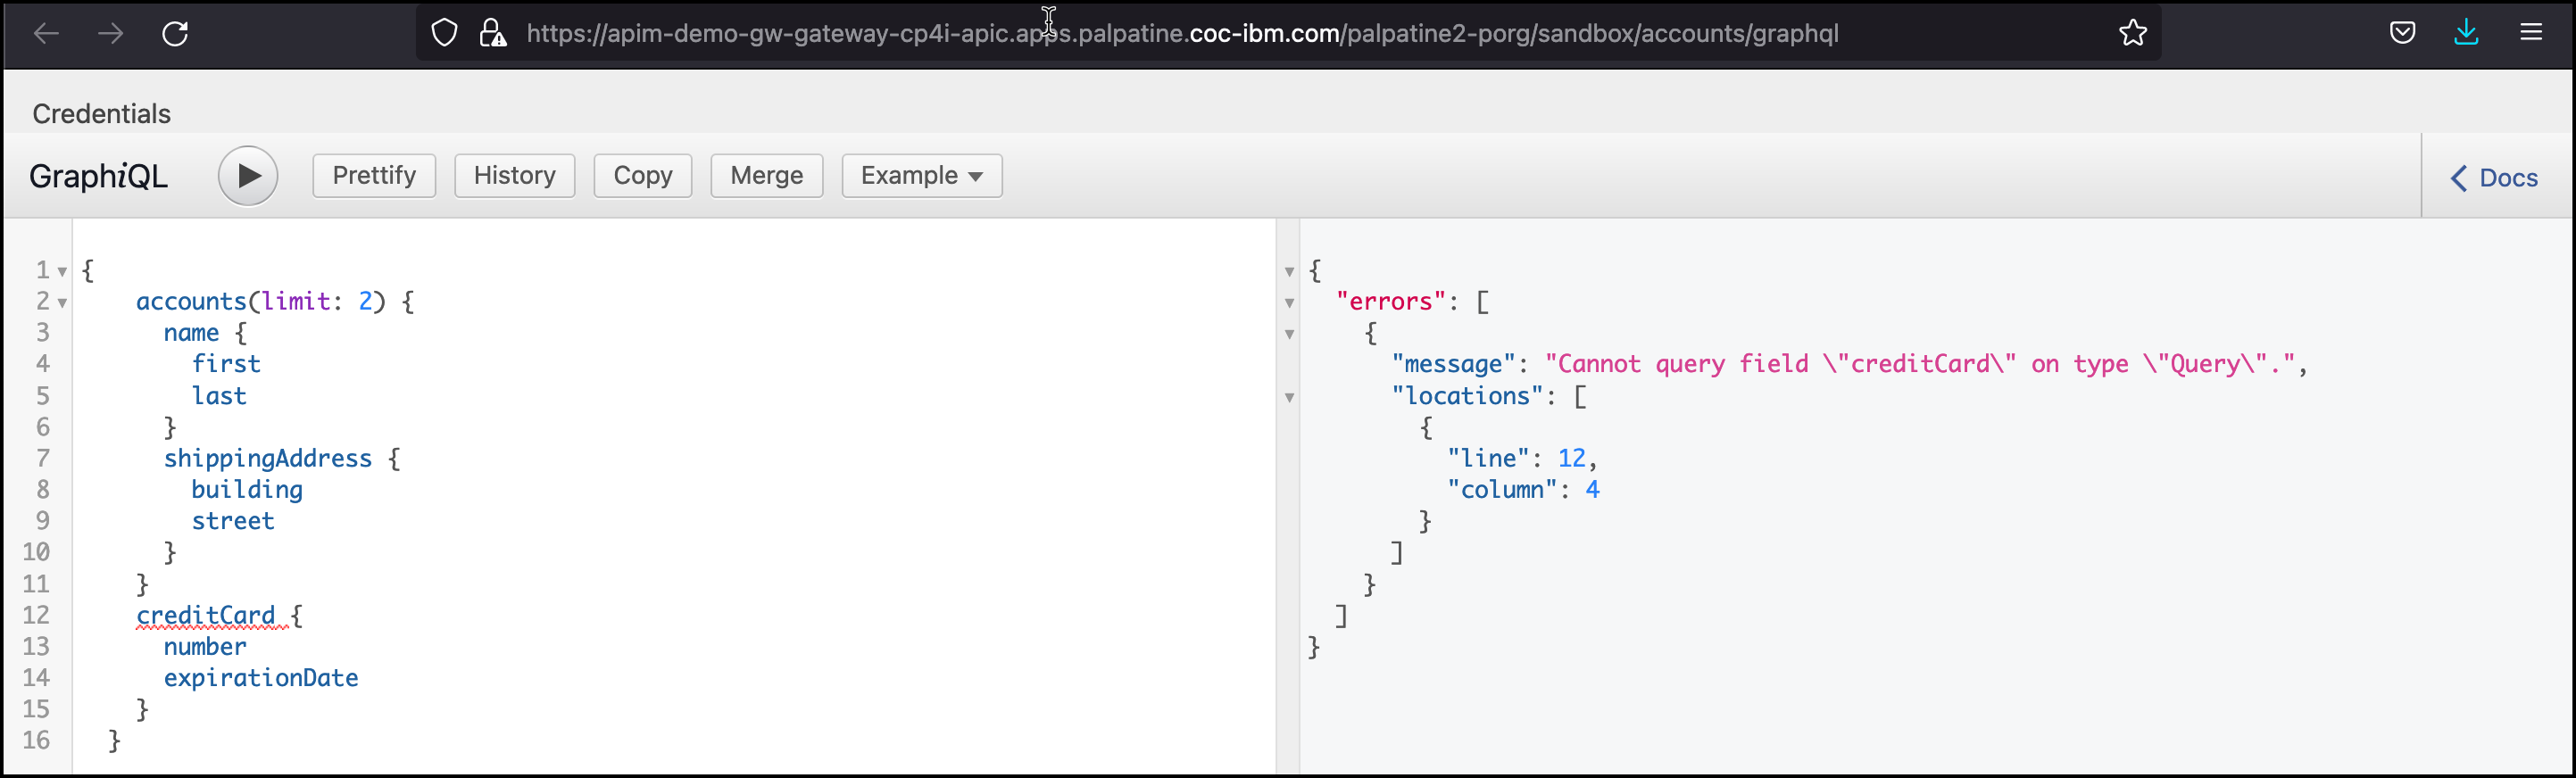 https://apim-demo-gw-gateway-cp4i-apic.apps.palpatine.coc-ibm.com/palpatine2-porg/sandbox/accounts/graphql
Credentials
GraphiQL Prettify History Copy Merge Example Docs
1 {
2 accounts(limit: 2) {
3 name {
4 first
5 last
6 }
7 shippingAddress {
8 building
9 street
10 }
11 }
12 creditCard {
13 number
14 expirationDate
15 }
16 }
{
"errors": [
{
"message": "Cannot query field \"creditCard\" on type \"Query\".",
"locations": [
{
"line": 12,
"column": 4
}
]
}
]
}